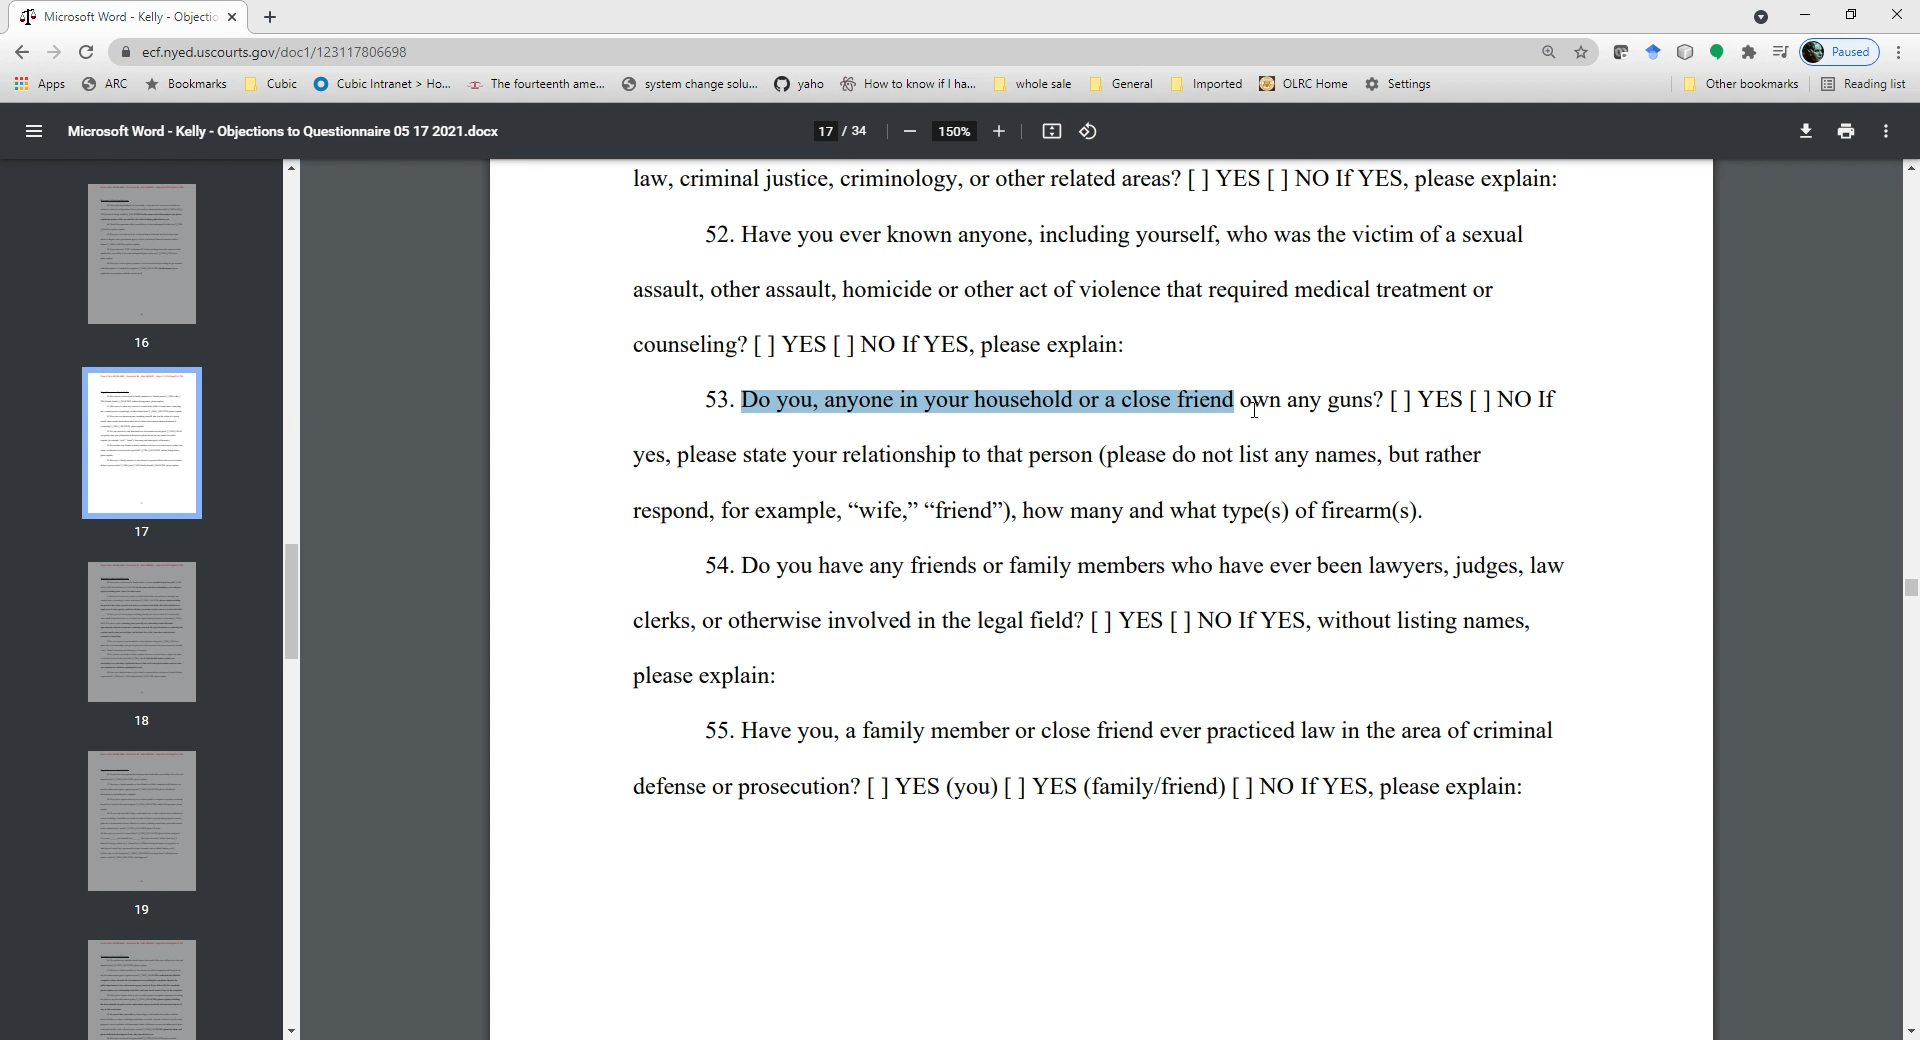 Microsoft Word - Kelly - Objectio
ecf.nyed.uscourts.gov/doc1/123117806698
Paused
Apps ARC Bookmarks Cubic Cubic Intranet > Ho... The fourteenth ame... system change solu... yaho How to know if I ha... whole sale General Imported OLRC Home Settings Other bookmarks Reading list
Microsoft Word - Kelly - Objections to Questionnaire 05 17 2021.docx 17 / 34 150%
16
17
18
19
law, criminal justice, criminology, or other related areas? [ ] YES [ ] NO If YES, please explain:
52. Have you ever known anyone, including yourself, who was the victim of a sexual
assault, other assault, homicide or other act of violence that required medical treatment or
counseling? [ ] YES [ ] NO If YES, please explain:
53. Do you, anyone in your household or a close friend own any guns? [ ] YES [ ] NO If
yes, please state your relationship to that person (please do not list any names, but rather
respond, for example, “wife,” “friend”), how many and what type(s) of firearm(s).
54. Do you have any friends or family members who have ever been lawyers, judges, law
clerks, or otherwise involved in the legal field? [ ] YES [ ] NO If YES, without listing names,
please explain:
55. Have you, a family member or close friend ever practiced law in the area of criminal
defense or prosecution? [ ] YES (you) [ ] YES (family/friend) [ ] NO If YES, please explain: